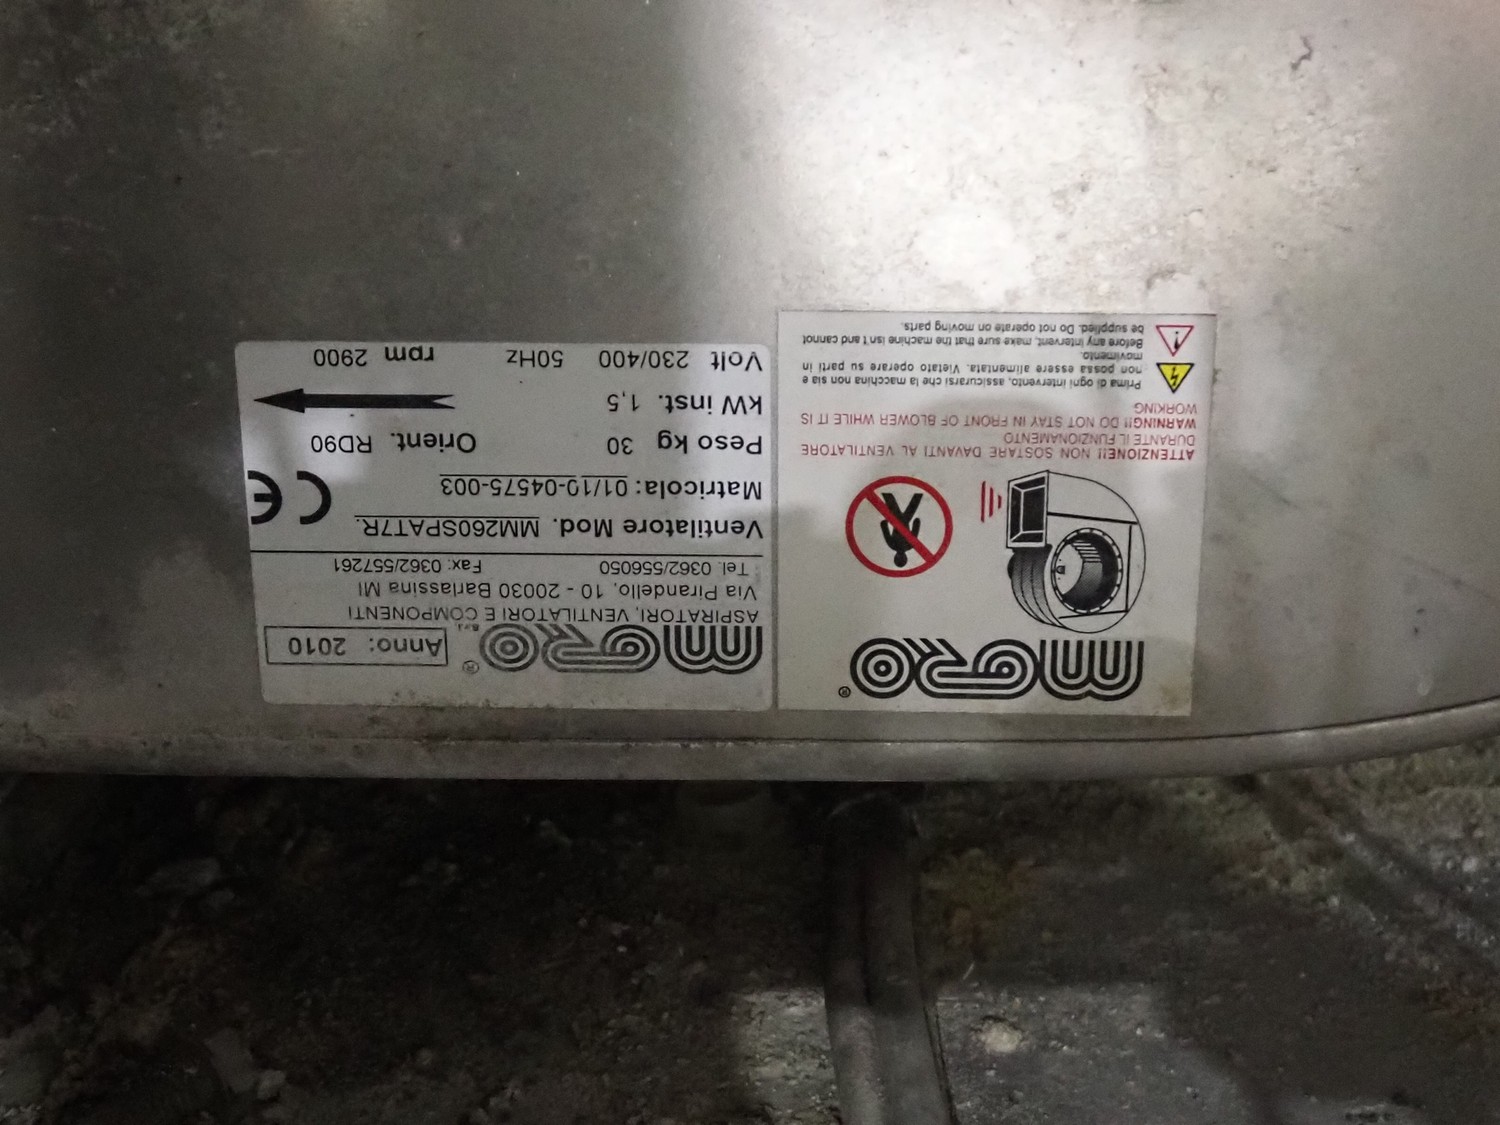 MORO®
ATTENZIONE!! NON SOSTARE DAVANTI AL VENTILATORE
DURANTE IL FUNZIONAMENTO
WARNING!! DO NOT STAY IN FRONT OF BLOWER WHILE IT IS
WORKING
Prima di ogni intervento, assicurarsi che la macchina non sia e
non possa essere alimentata. Vietato operare su parti in
movimento.
Before any intervent, make sure that the machine isn't and cannot
be supplied. Do not operate on moving parts.
MORO® s.r.l.
Anno: 2010
ASPIRATORI, VENTILATORI E COMPONENTI
Via Pirandello, 10 - 20030 Barlassina MI
Tel. 0362/556050 Fax: 0362/557261
Ventilatore Mod. MM260SPAT7R.
Matricola: 01/10-04575-003
CE
Peso kg 30 Orient. RD90
kW inst. 1,5
Volt 230/400 50Hz rpm 2900